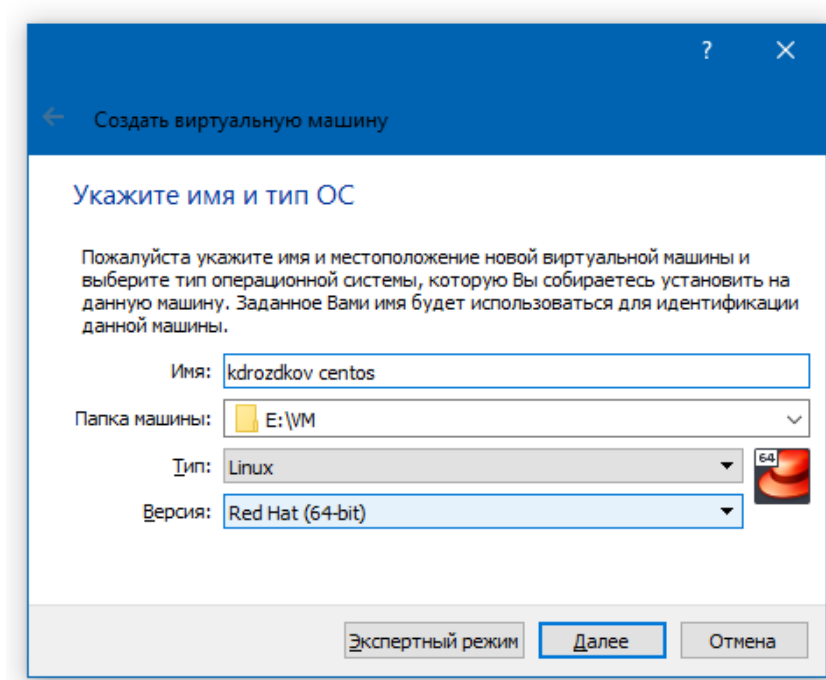 ?
Создать виртуальную машину
Укажите имя и тип ОС
Пожалуйста укажите имя и местоположение новой виртуальной машины и
выберите тип операционной системы, которую Вы собираетесь установить на
данную машину. Заданное Вами имя будет использоваться для идентификации
данной машины.
Имя: kdrozdkov centos
Папка машины: E:\VM
Тип: Linux
64
Версия: Red Hat (64-bit)
Экспертный режим Далее Отмена